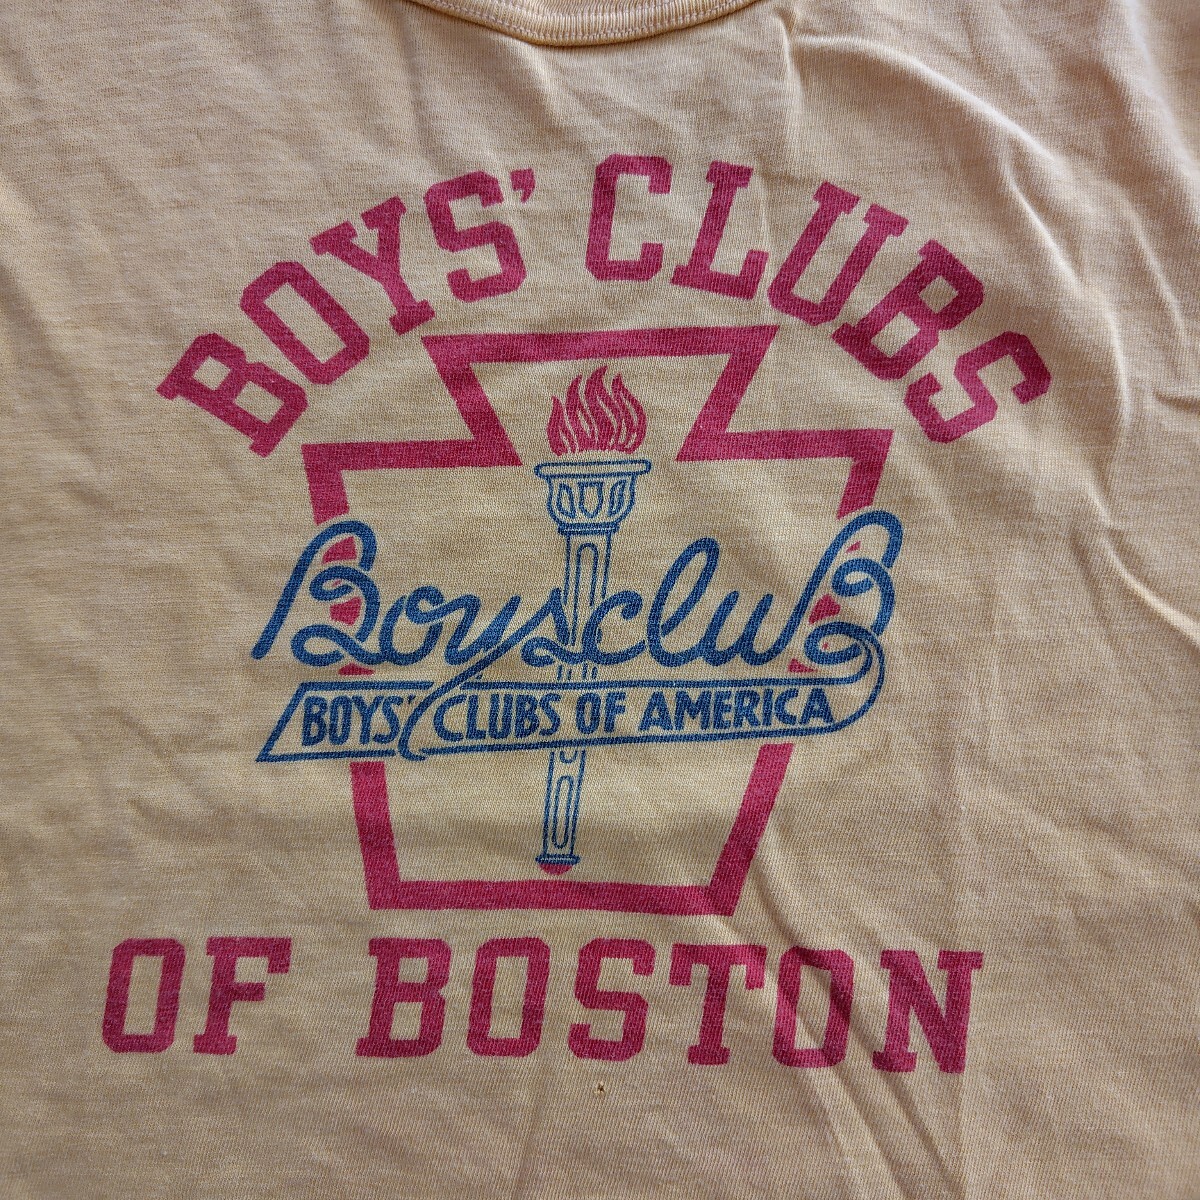 BOYS' CLUBS
BoyscluB
BOYS' CLUBS OF AMERICA
OF BOSTON